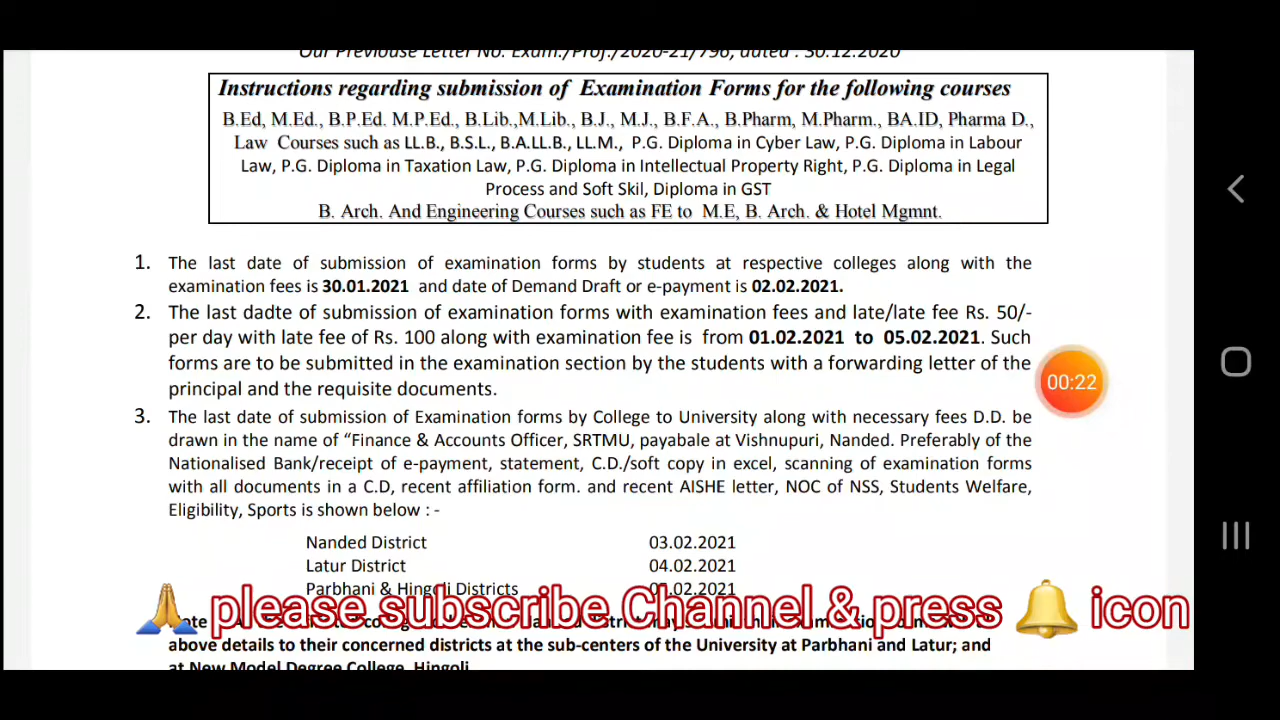 Our Previouse Letter No. Exam./Prof./2020-21/796, dated : 30.12.2020
Instructions regarding submission of Examination Forms for the following courses
B.Ed, M.Ed., B.P.Ed. M.P.Ed., B.Lib.,M.Lib., B.J., M.J., B.F.A., B.Pharm, M.Pharm., BA.ID, Pharma D.,
Law Courses such as LL.B., B.S.L., B.A.LL.B., LL.M., P.G. Diploma in Cyber Law, P.G. Diploma in Labour
Law, P.G. Diploma in Taxation Law, P.G. Diploma in Intellectual Property Right, P.G. Diploma in Legal
Process and Soft Skil, Diploma in GST
B. Arch. And Engineering Courses such as FE to M.E, B. Arch. & Hotel Mgmnt.
1. The last date of submission of examination forms by students at respective colleges along with the
examination fees is 30.01.2021 and date of Demand Draft or e-payment is 02.02.2021.
2. The last dadte of submission of examination forms with examination fees and late/late fee Rs. 50/-
per day with late fee of Rs. 100 along with examination fee is from 01.02.2021 to 05.02.2021. Such
forms are to be submitted in the examination section by the students with a forwarding letter of the
principal and the requisite documents.
00:22
3. The last date of submission of Examination forms by College to University along with necessary fees D.D. be
drawn in the name of “Finance & Accounts Officer, SRTMU, payabale at Vishnupuri, Nanded. Preferably of the
Nationalised Bank/receipt of e-payment, statement, C.D./soft copy in excel, scanning of examination forms
with all documents in a C.D, recent affiliation form. and recent AISHE letter, NOC of NSS, Students Welfare,
Eligibility, Sports is shown below : -
Nanded District 03.02.2021
Latur District 04.02.2021
Parbhani & Hingoli Districts .02.2021
please subscribe Channel & press icon
above details to their concerned districts at the sub-centers of the University at Parbhani and Latur; and
at New Model Degree College, Hingoli